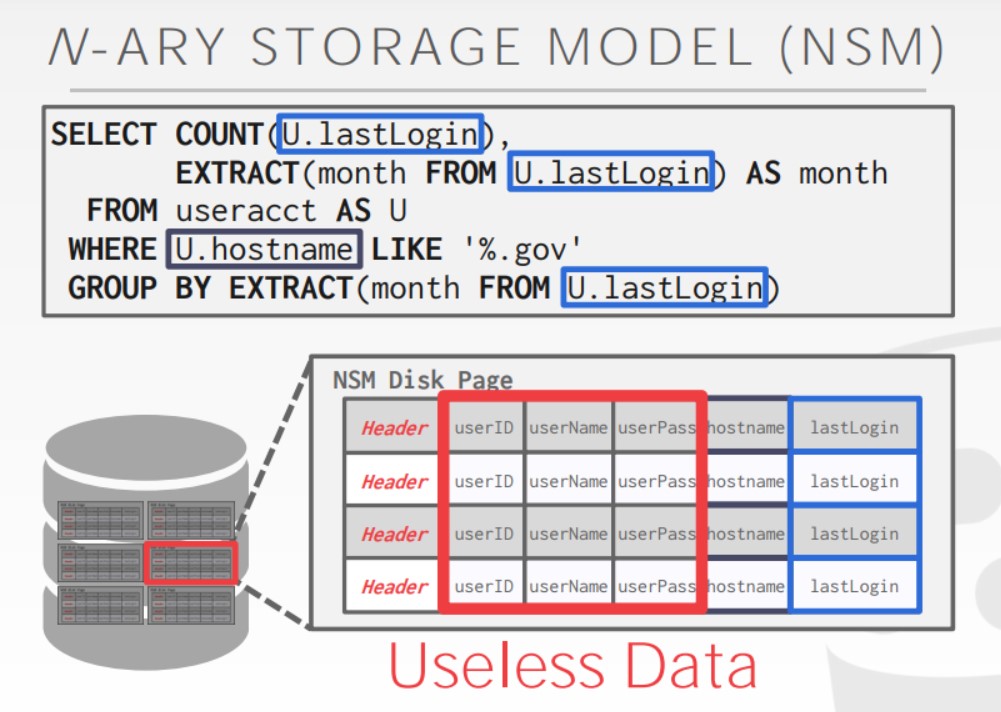 N-ARY STORAGE MODEL (NSM)
SELECT COUNT(U.lastLogin),
EXTRACT(month FROM U.lastLogin) AS month
FROM useracct AS U
WHERE U.hostname LIKE '%.gov'
GROUP BY EXTRACT(month FROM U.lastLogin)
NSM Disk Page
Header userID userName userPass hostname lastLogin
Header userID userName userPass hostname lastLogin
Header userID userName userPass hostname lastLogin
Header userID userName userPass hostname lastLogin
Useless Data